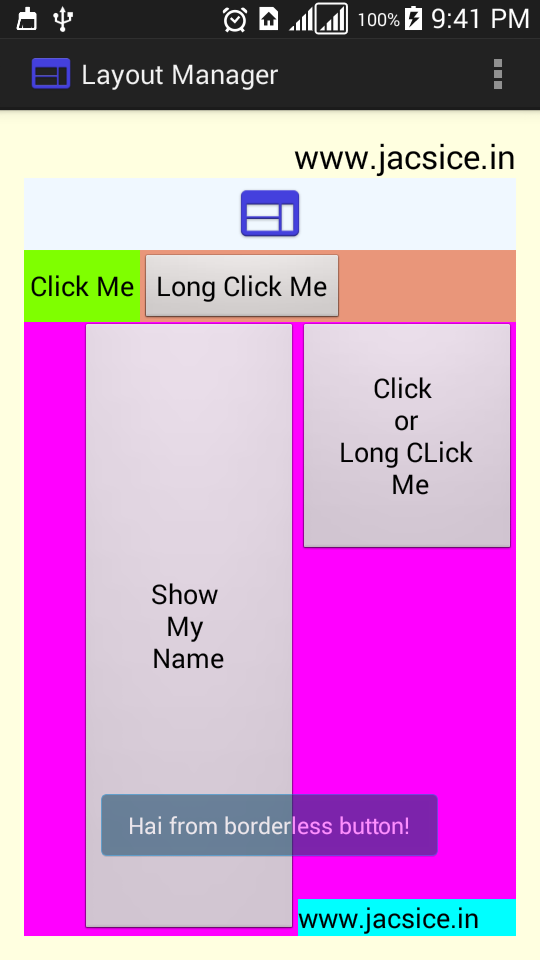 100% 9:41 PM
Layout Manager
www.jacsice.in
Click Me
Long Click Me
Click
or
Long CLick
Me
Show
My
Name
Hai from borderless button!
www.jacsice.in